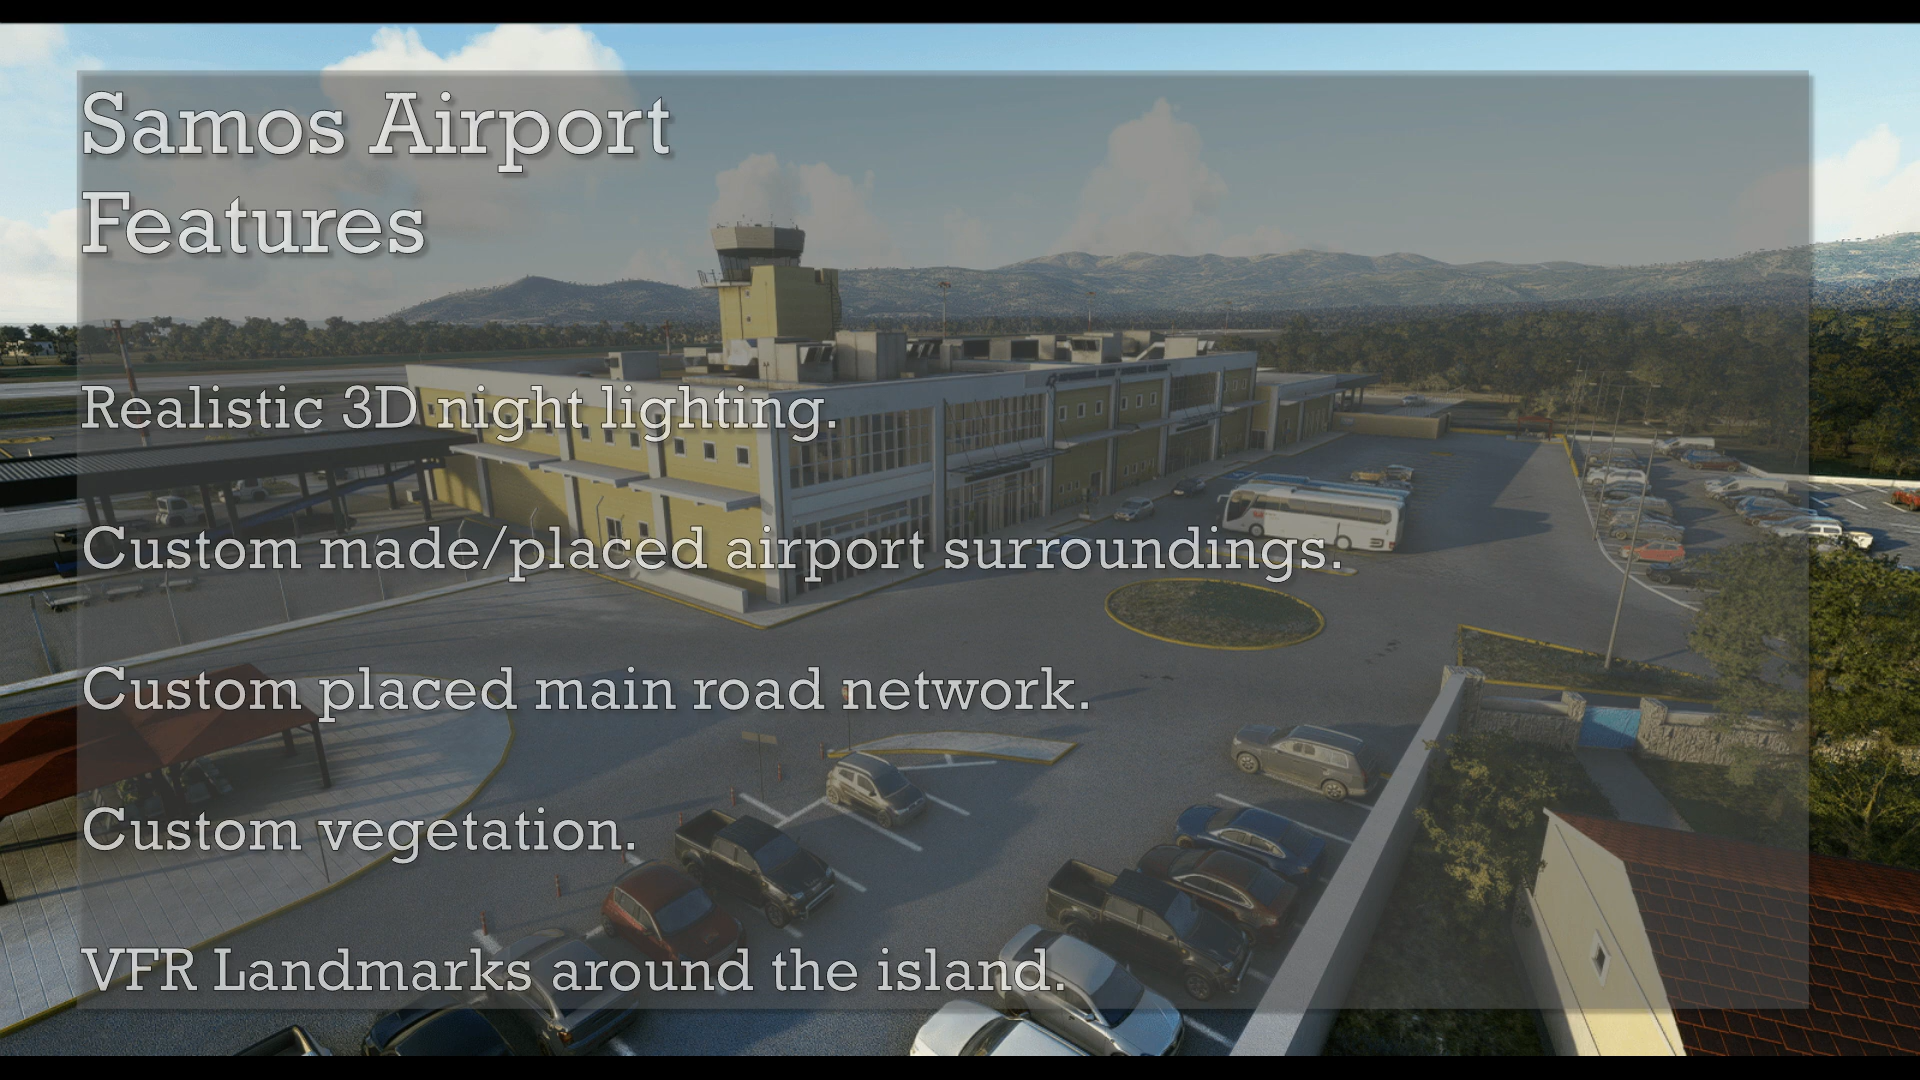 Samos Airport
Features
Realistic 3D night lighting.
Custom made/placed airport surroundings.
Custom placed main road network.
Custom vegetation.
VFR Landmarks around the island.